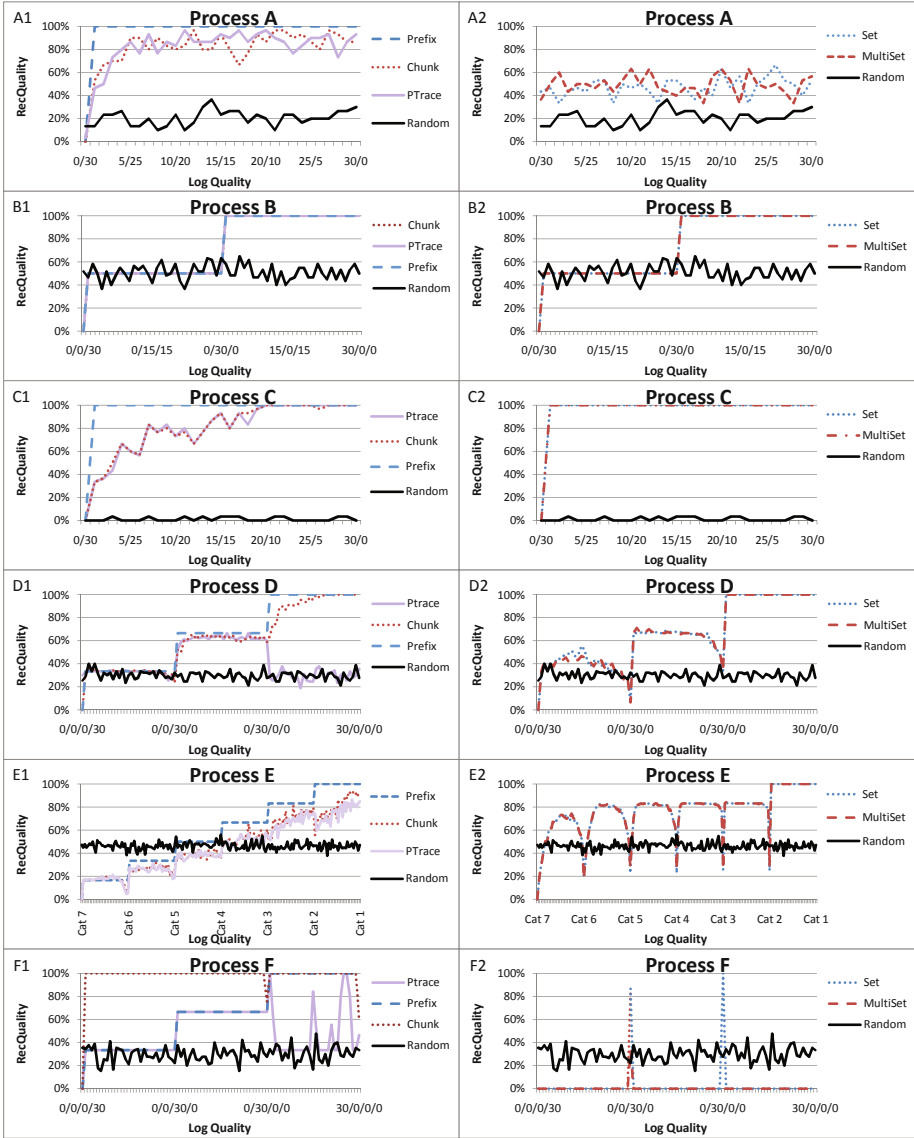 A1
Process A
100%
80%
60%
40%
20%
0%
RecQuality
0/30 5/25 10/20 15/15 20/10 25/5 30/0
Log Quality
Prefix
Chunk
PTrace
Random
A2
Process A
100%
80%
60%
40%
20%
0%
RecQuality
0/30 5/25 10/20 15/15 20/10 25/5 30/0
Log Quality
Set
MultiSet
Random
B1
Process B
100%
80%
60%
40%
20%
0%
RecQuality
0/0/30 0/15/15 0/30/0 15/0/15 30/0/0
Log Quality
Chunk
PTrace
Prefix
Random
B2
Process B
100%
80%
60%
40%
20%
0%
RecQuality
0/0/30 0/15/15 0/30/0 15/0/15 30/0/0
Log Quality
Set
MultiSet
Random
C1
Process C
100%
80%
60%
40%
20%
0%
RecQuality
0/30 5/25 10/20 15/15 20/10 25/5 30/0
Log Quality
Ptrace
Chunk
Prefix
Random
C2
Process C
100%
80%
60%
40%
20%
0%
RecQuality
0/30 5/25 10/20 15/15 20/10 25/5 30/0
Log Quality
Set
MultiSet
Random
D1
Process D
100%
80%
60%
40%
20%
0%
RecQuality
0/0/0/30 0/0/30/0 0/30/0/0 30/0/0/0
Log Quality
Ptrace
Chunk
Prefix
Random
D2
Process D
100%
80%
60%
40%
20%
0%
RecQuality
0/0/0/30 0/0/30/0 0/30/0/0 30/0/0/0
Log Quality
Set
MultiSet
Random
E1
Process E
100%
80%
60%
40%
20%
0%
RecQuality
Cat 7 Cat 6 Cat 5 Cat 4 Cat 3 Cat 2 Cat 1
Log Quality
Prefix
Chunk
PTrace
Random
E2
Process E
100%
80%
60%
40%
20%
0%
RecQuality
Cat 7 Cat 6 Cat 5 Cat 4 Cat 3 Cat 2 Cat 1
Log Quality
Set
MultiSet
Random
F1
Process F
100%
80%
60%
40%
20%
0%
RecQuality
0/0/0/30 0/0/30/0 0/30/0/0 30/0/0/0
Log Quality
Ptrace
Prefix
Chunk
Random
F2
Process F
100%
80%
60%
40%
20%
0%
RecQuality
0/0/0/30 0/0/30/0 0/30/0/0 30/0/0/0
Log Quality
Set
MultiSet
Random